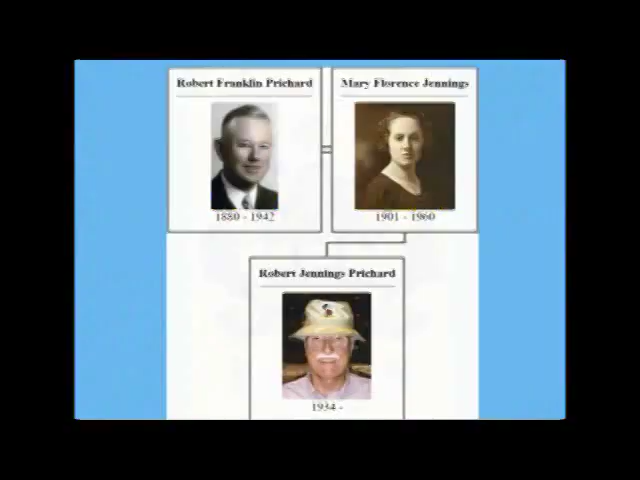 Robert Franklin Prichard
Mary Florence Jennings
1880 - 1942
1901 - 1960
Robert Jennings Prichard
1934 -